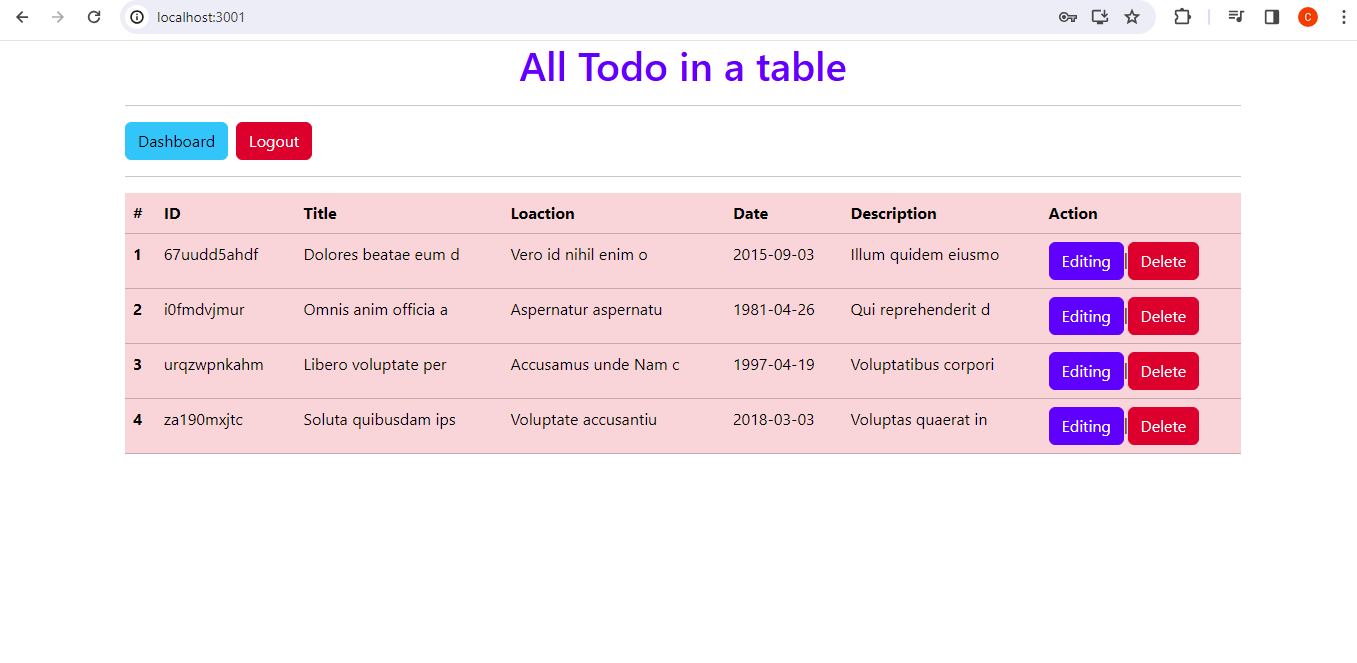 localhost:3001
C
All Todo in a table
Dashboard Logout
# ID Title Loaction Date Description Action
1 67uudd5ahdf Dolores beatae eum d Vero id nihil enim o 2015-09-03 Illum quidem eiusmo Editing | Delete
2 i0fmdvjmur Omnis anim officia a Aspernatur aspernatu 1981-04-26 Qui reprehenderit d Editing | Delete
3 urqzwpnkahm Libero voluptate per Accusamus unde Nam c 1997-04-19 Voluptatibus corpori Editing | Delete
4 za190mxjtc Soluta quibusdam ips Voluptate accusantiu 2018-03-03 Voluptas quaerat in Editing | Delete